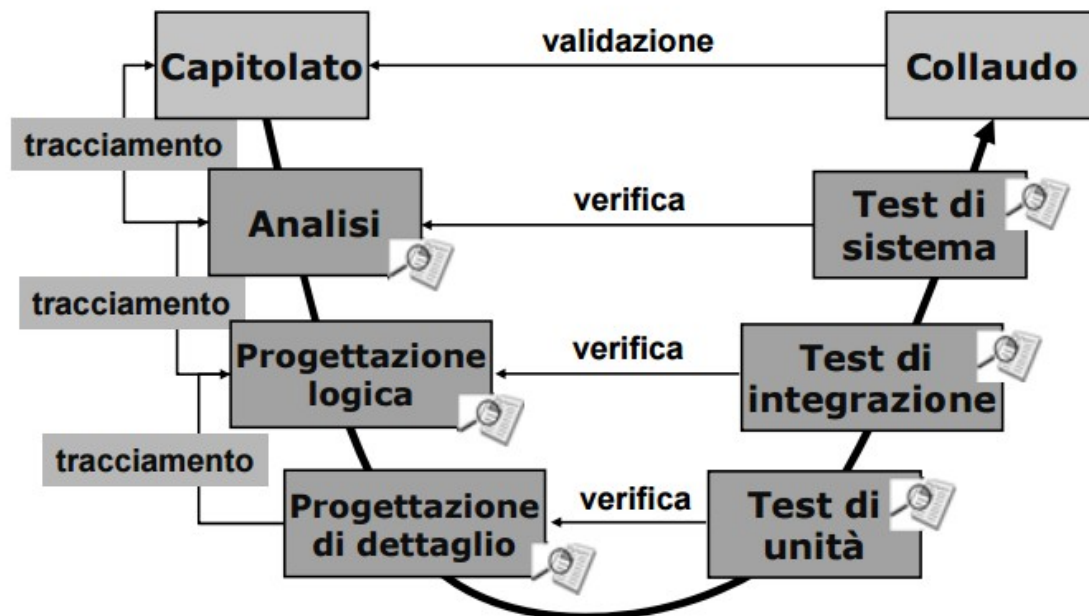 validazione
Capitolato
Collaudo
tracciamento
Analisi
verifica
Test di
sistema
tracciamento
Progettazione
logica
verifica
Test di
integrazione
tracciamento
Progettazione
di dettaglio
verifica
Test di
unità